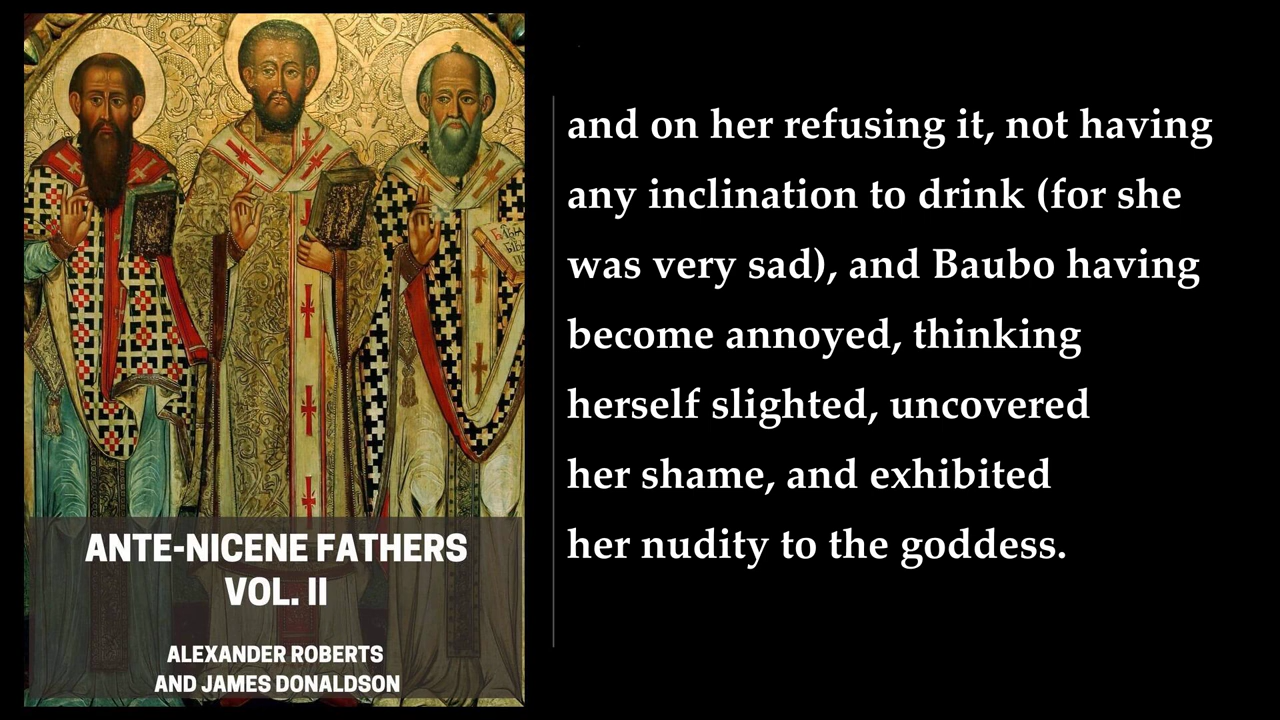 ANTE-NICENE FATHERS
VOL. II
ALEXANDER ROBERTS
AND JAMES DONALDSON
and on her refusing it, not having
any inclination to drink (for she
was very sad), and Baubo having
become annoyed, thinking
herself slighted, uncovered
her shame, and exhibited
her nudity to the goddess.